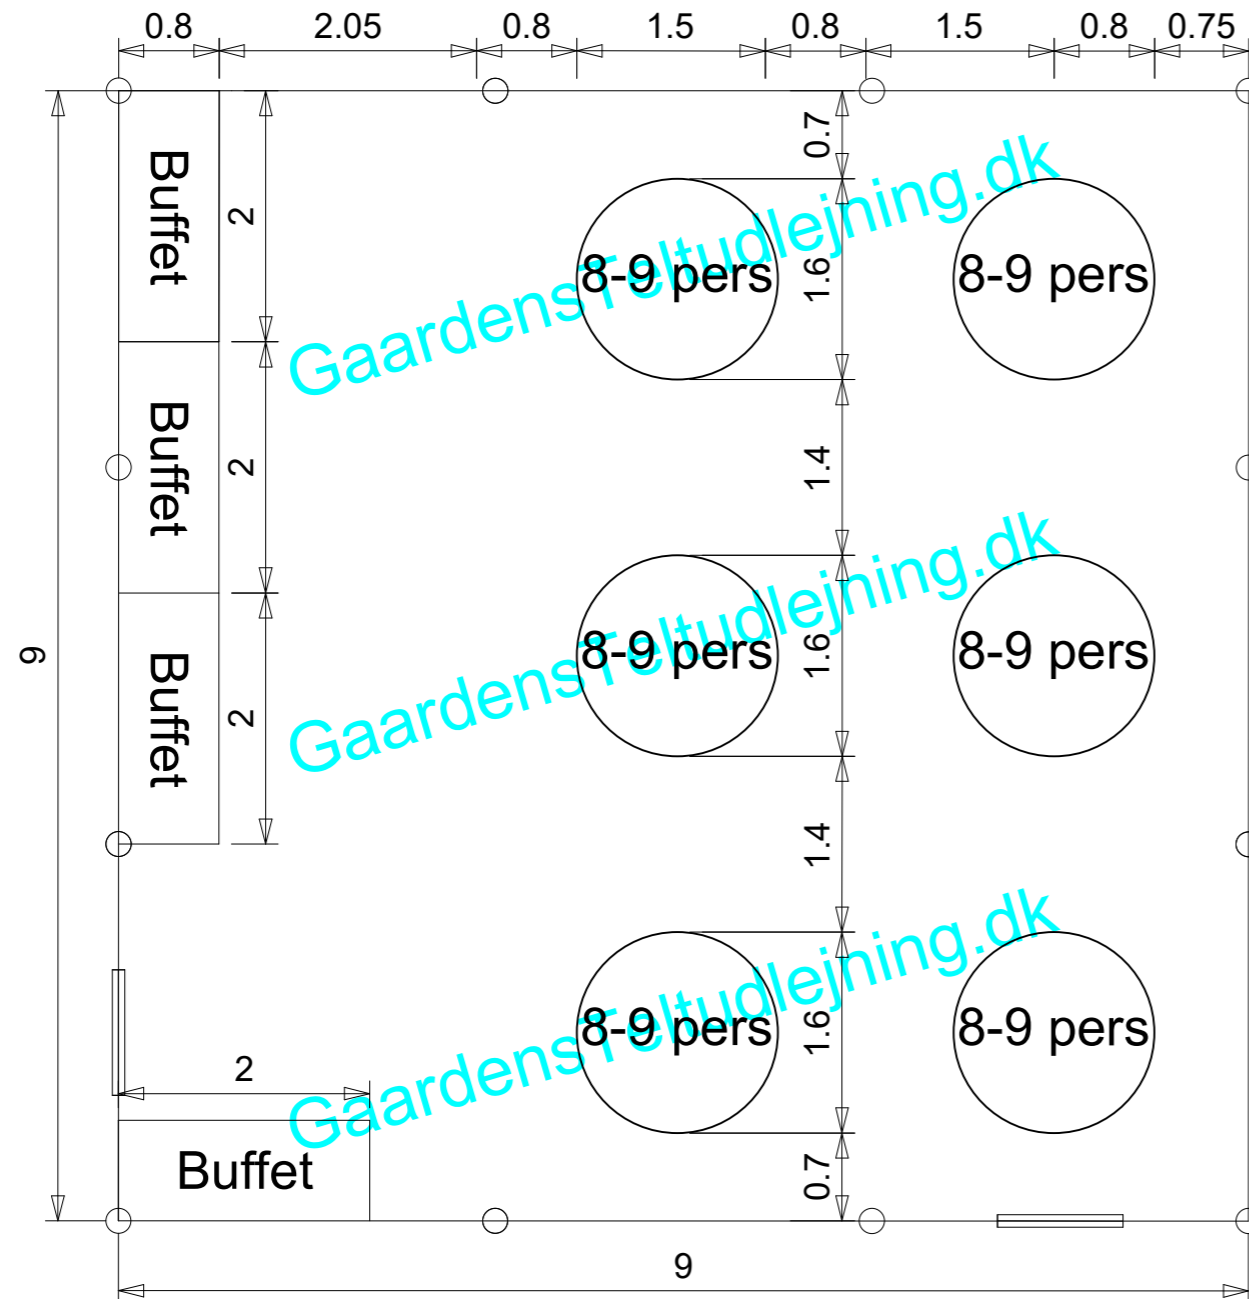 0.8 2.05 0.8 1.5 0.8 1.5 0.8 0.75
Buffet
2
0.7
GaardensTeltudlejning.dk
8-9 pers
1.6
8-9 pers
Buffet
2
1.4
9
Buffet
2
GaardensTeltudlejning.dk
8-9 pers
1.6
8-9 pers
1.4
GaardensTeltudlejning.dk
8-9 pers
1.6
8-9 pers
2
Buffet
0.7
9